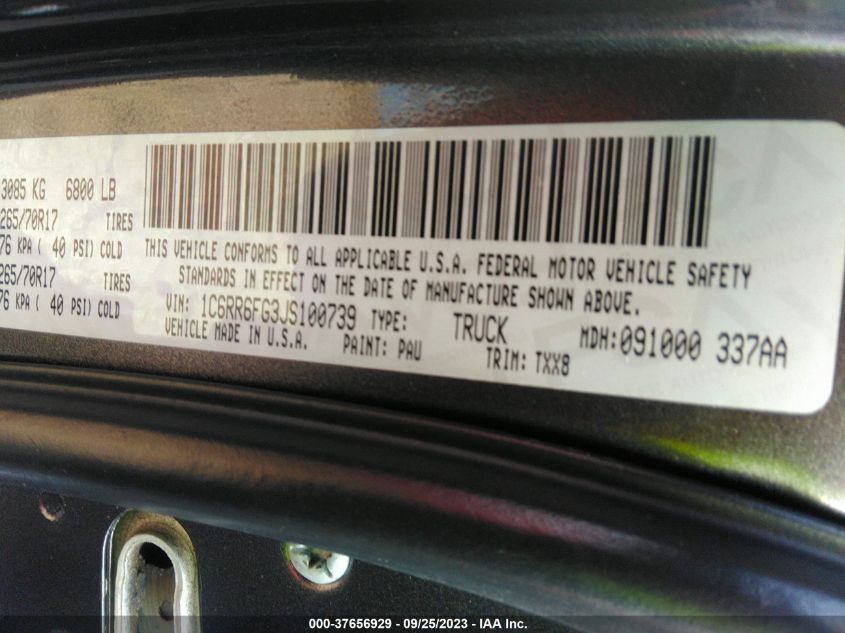 3085 KG 6800 LB
265/70R17 TIRES
76 KPA ( 40 PSI) COLD
265/70R17 TIRES
76 KPA ( 40 PSI) COLD
THIS VEHICLE CONFORMS TO ALL APPLICABLE U.S.A. FEDERAL MOTOR VEHICLE SAFETY
STANDARDS IN EFFECT ON THE DATE OF MANUFACTURE SHOWN ABOVE.
VIN: 1C6RR6FG3JS100739 TYPE: TRUCK MDH:091000 337AA
VEHICLE MADE IN U.S.A. PAINT: PAU TRIM: TXX8
000-37656929 - 09/25/2023 - IAA Inc.